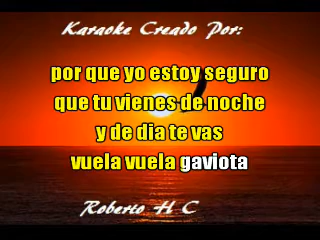 Karaoke Creado Por:
por que yo estoy seguro
que tu vienes de noche
y de dia te vas
vuela vuela gaviota
Roberto H C